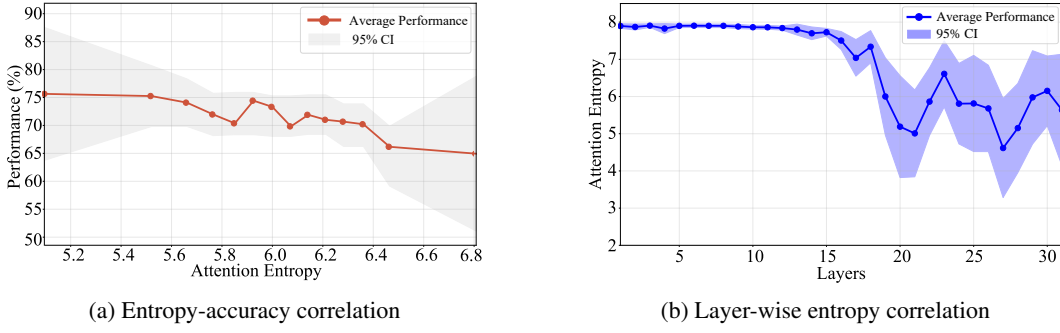 90
85
80
75
70
65
60
55
50
Performance (%)
Average Performance
95% CI
5.2 5.4 5.6 5.8 6.0 6.2 6.4 6.6 6.8
Attention Entropy
(a) Entropy-accuracy correlation
8
7
6
5
4
3
2
Attention Entropy
Average Performance
95% CI
5 10 15 20 25 30
Layers
(b) Layer-wise entropy correlation